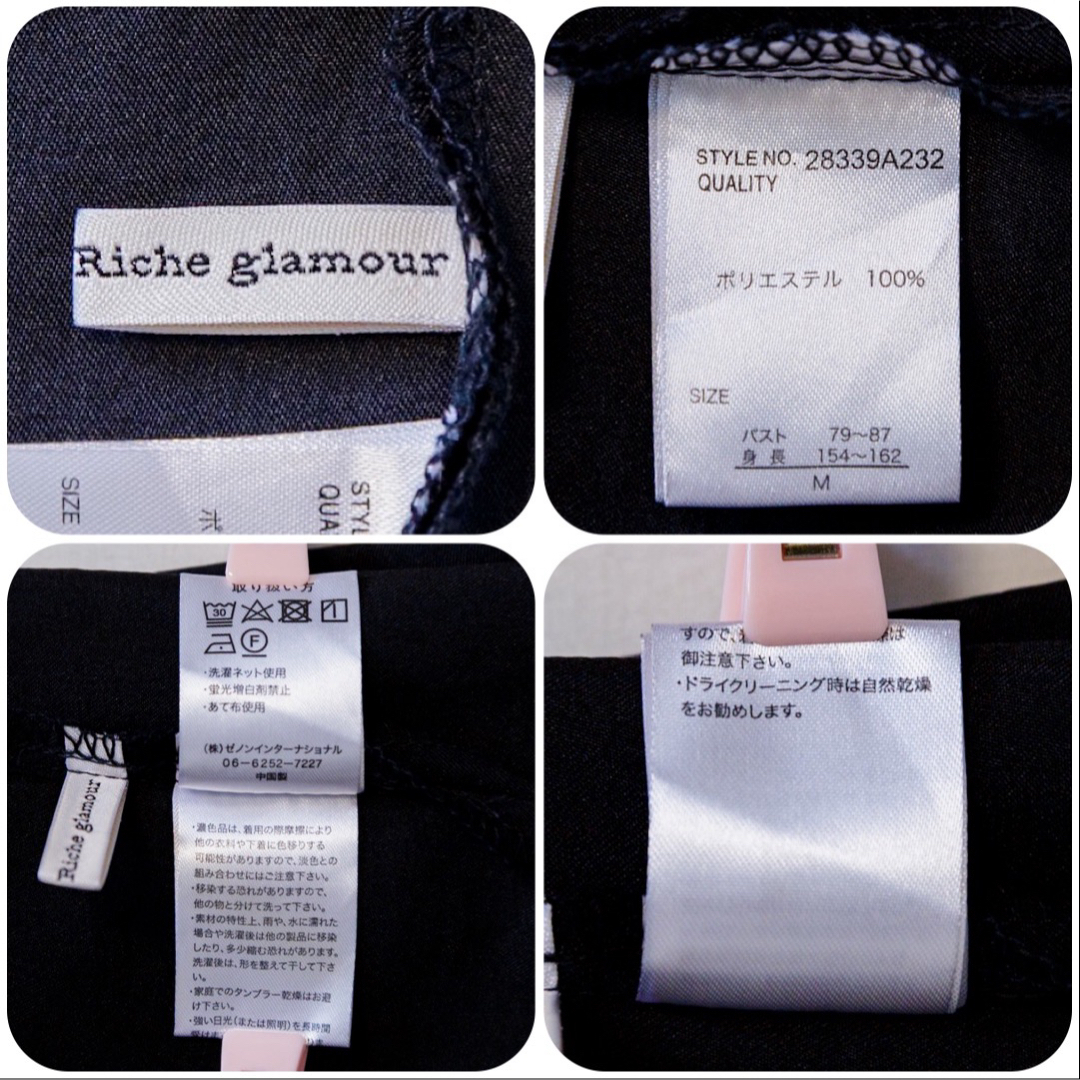 Riche glamour
SIZE
ポ
STYL
QUA
STYLE NO. 28339A232
QUALITY
ポリエステル 100%
SIZE
バスト 79〜87
身長 154〜162
M
取り扱い方
30
F
・洗濯ネット使用
・蛍光増白剤禁止
・あて布使用
(株)ゼノンインターナショナル
06-6252-7227
中国製
Riche glamour
・濃色品は、着用の際摩擦により
他の衣料や下着に色移りする
可能性がありますので、淡色との
組み合わせにはご注意下さい。
・移染する恐れがありますので、
他の物と分けて洗って下さい。
・素材の特性上、雨や、水に濡れた
場合や洗濯後は他の製品に移染
したり、多少縮む恐れがあります。
洗濯後は、形を整えて干して下さ
い。
・家庭でのタンブラー乾燥はお避
け下さい。
・強い日光(または照明)を長時間
すので、
御注意下さい。
・ドライクリーニング時は自然乾燥
をお勧めします。